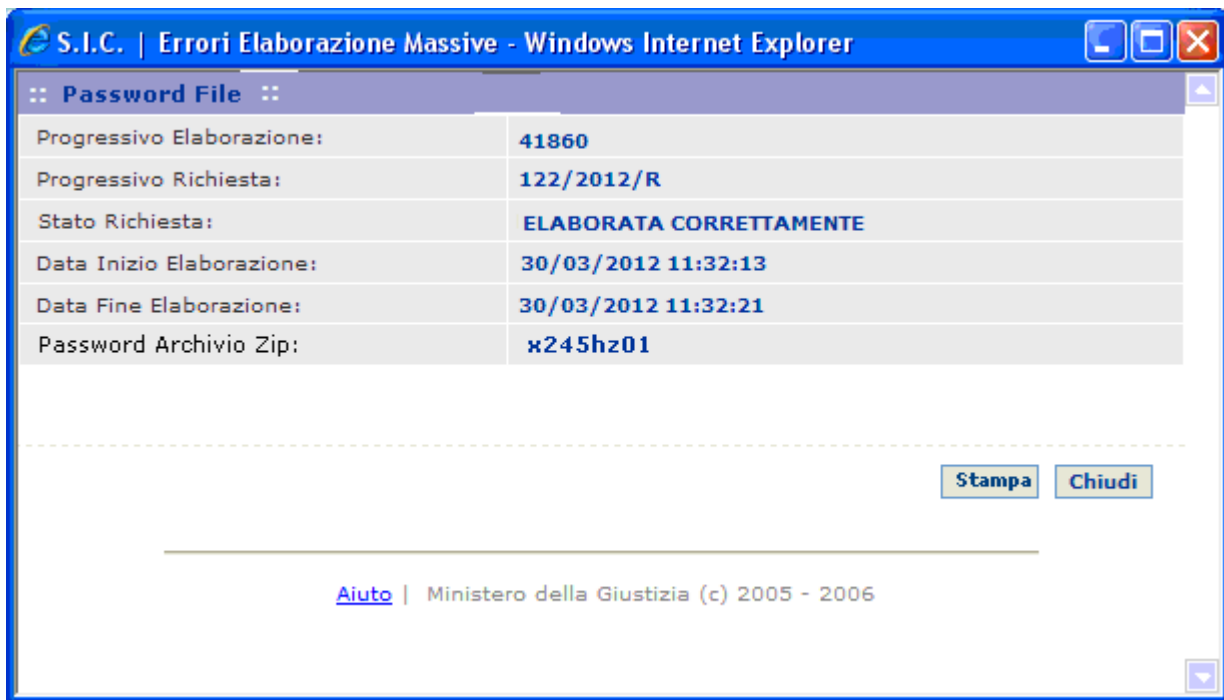 S.I.C. | Errori Elaborazione Massive - Windows Internet Explorer
:: Password File ::
Progressivo Elaborazione: 41860
Progressivo Richiesta: 122/2012/R
Stato Richiesta: ELABORATA CORRETTAMENTE
Data Inizio Elaborazione: 30/03/2012 11:32:13
Data Fine Elaborazione: 30/03/2012 11:32:21
Password Archivio Zip: x245hz01
Stampa Chiudi
Aiuto | Ministero della Giustizia (c) 2005 - 2006